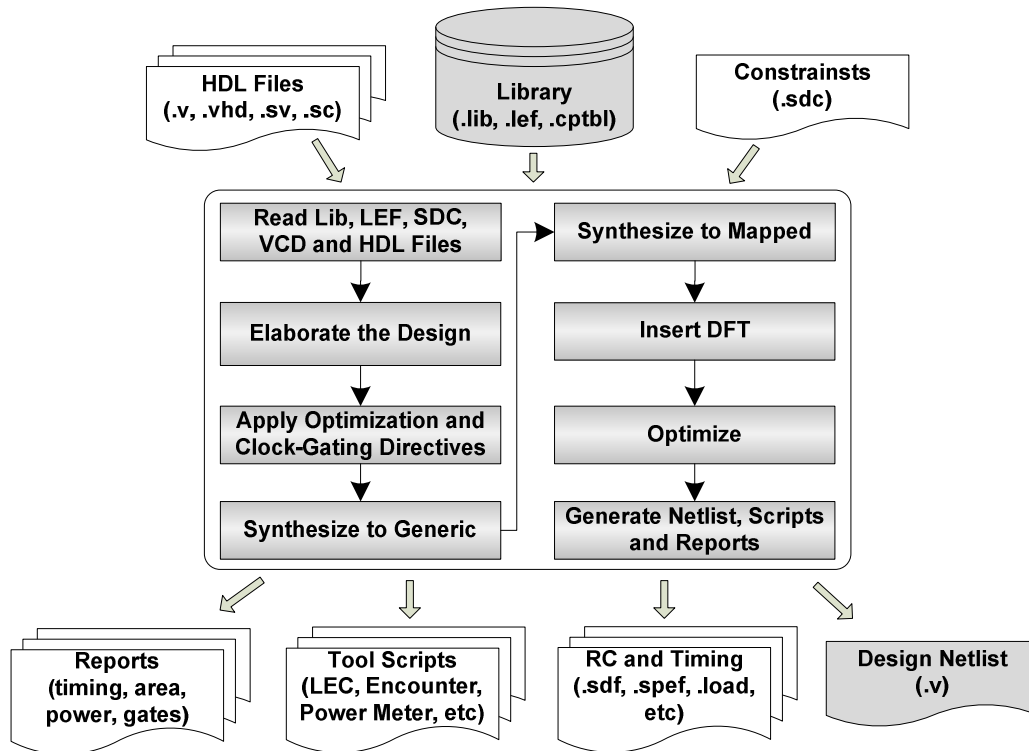 HDL Files
(.v, .vhd, .sv, .sc)
Library
(.lib, .lef, .cptbl)
Constrainsts
(.sdc)
Read Lib, LEF, SDC,
VCD and HDL Files
Elaborate the Design
Apply Optimization and
Clock-Gating Directives
Synthesize to Generic
Synthesize to Mapped
Insert DFT
Optimize
Generate Netlist, Scripts
and Reports
Reports
(timing, area,
power, gates)
Tool Scripts
(LEC, Encounter,
Power Meter, etc)
RC and Timing
(.sdf, .spef, .load,
etc)
Design Netlist
(.v)